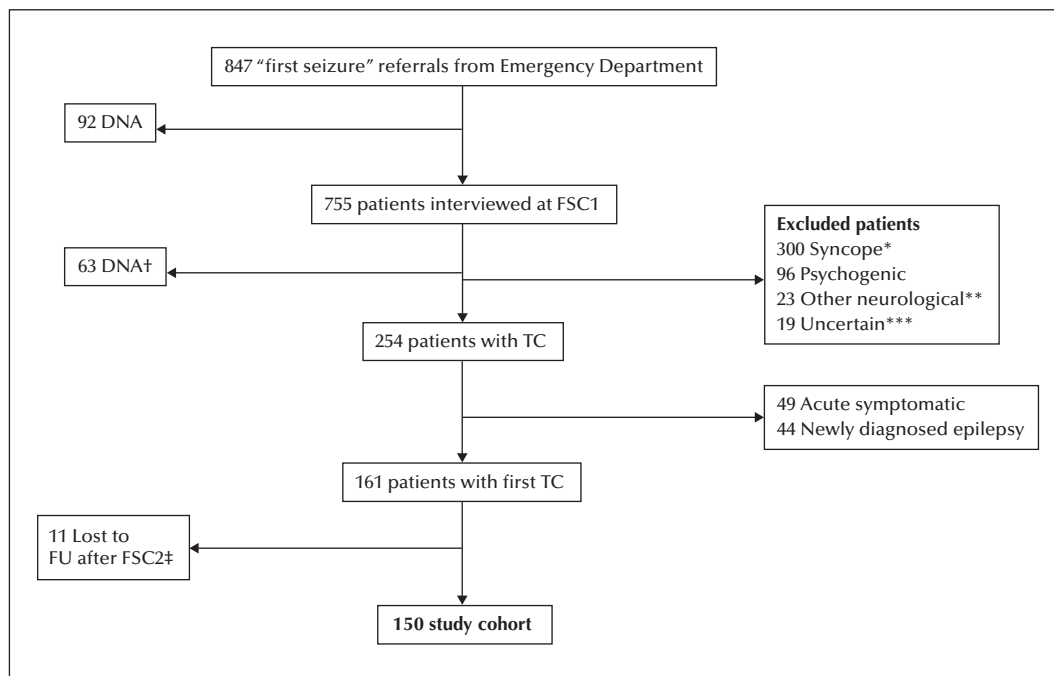 847 “first seizure” referrals from Emergency Department
92 DNA
755 patients interviewed at FSC1
Excluded patients
300 Syncope*
96 Psychogenic
23 Other neurological**
19 Uncertain***
63 DNA†
254 patients with TC
49 Acute symptomatic
44 Newly diagnosed epilepsy
161 patients with first TC
11 Lost to
FU after FSC2‡
150 study cohort